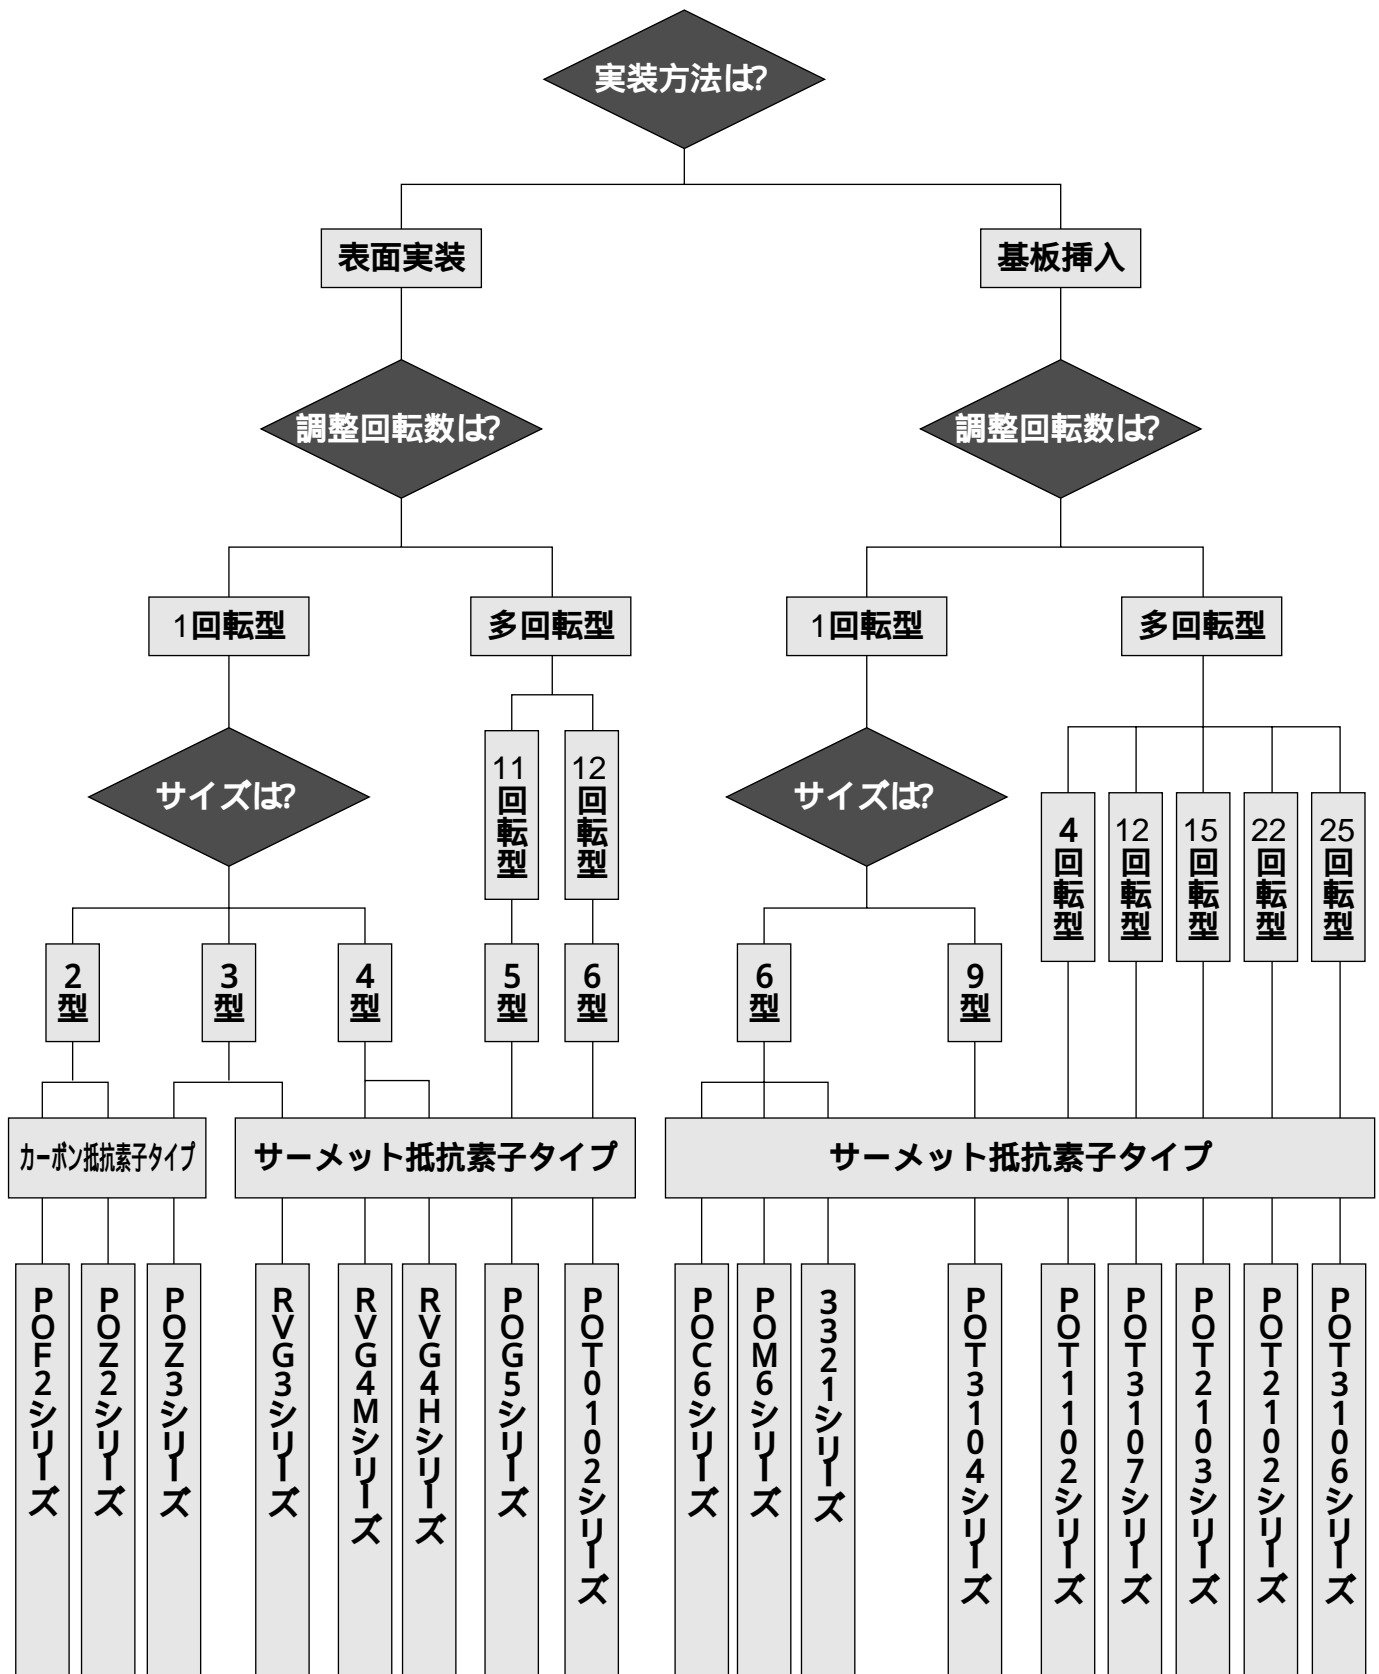 実装方法は?
表面実装
基板挿入
調整回転数は?
調整回転数は?
1回転型
多回転型
1回転型
多回転型
サイズは?
11回転型
12回転型
サイズは?
4回転型
12回転型
15回転型
22回転型
25回転型
2型
3型
4型
5型
6型
6型
9型
カーボン抵抗素子タイプ
サーメット抵抗素子タイプ
サーメット抵抗素子タイプ
POF2シリーズ
POZ2シリーズ
POZ3シリーズ
RVG3シリーズ
RVG4Mシリーズ
RVG4Hシリーズ
POG5シリーズ
POT0102シリーズ
POC6シリーズ
POM6シリーズ
3321シリーズ
POT3104シリーズ
POT1102シリーズ
POT3107シリーズ
POT2103シリーズ
POT2102シリーズ
POT3106シリーズ